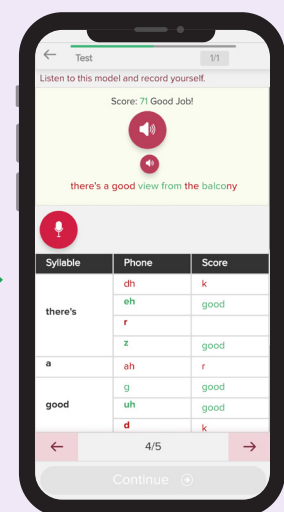 Test 1/1
Listen to this model and record yourself.
Score: 71 Good Job!
there's a good view from the balcony
Syllable Phone Score
there's
dh k
eh good
r
z good
a ah r
good
g good
uh good
d k
4/5
Continue